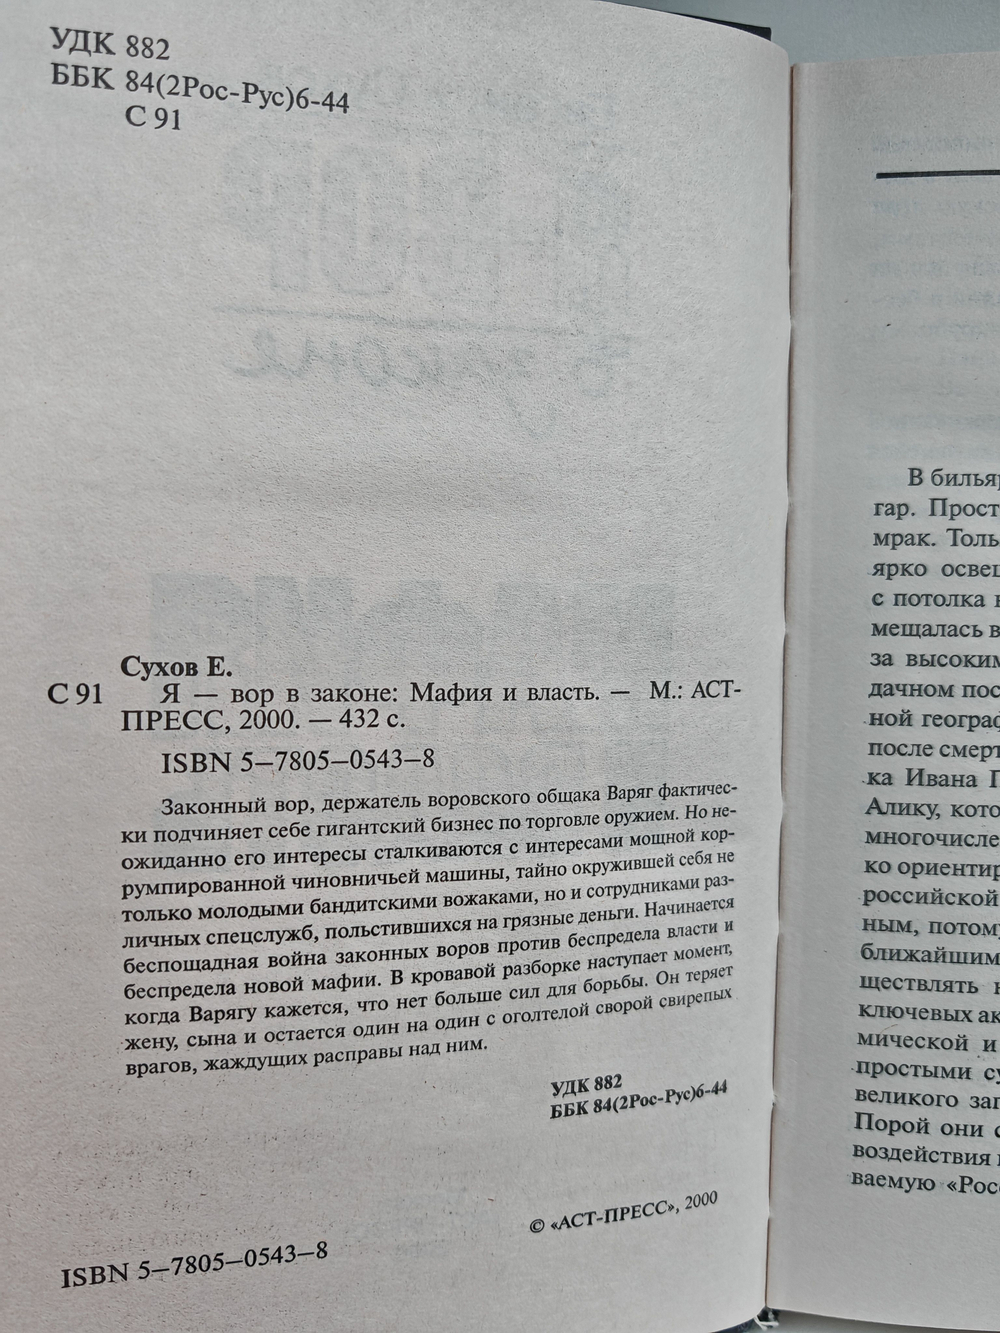 УДК 882
ББК 84(2Рос-Рус)6-44
С 91
Сухов Е.
С 91 Я — вор в законе: Мафия и власть. — М.: АСТ-
ПРЕСС, 2000. — 432 с.
ISBN 5–7805–0543–8
Законный вор, держатель воровского общака Варяг фактичес-
ки подчиняет себе гигантский бизнес по торговле оружием. Но не-
ожиданно его интересы сталкиваются с интересами мощной кор-
румпированной чиновничьей машины, тайно окружившей себя не
только молодыми бандитскими вожаками, но и сотрудниками раз-
личных спецслужб, польстившихся на грязные деньги. Начинается
беспощадная война законных воров против беспредела власти и
беспредела новой мафии. В кровавой разборке наступает момент,
когда Варягу кажется, что нет больше сил для борьбы. Он теряет
жену, сына и остается один на один с оголтелой сворой свирепых
врагов, жаждущих расправы над ним.
УДК 882
ББК 84(2Рос-Рус)6-44
© «АСТ-ПРЕСС», 2000
ISBN 5–7805–0543–8
В билья
гар. Прост
мрак. Толь
ярко освещ
с потолка
мещалась в
за высоким
дачном пос
ной географ
после смерт
ка Ивана
Алику, кото
многочисле
ко ориентир
российской
ным, потому
ближайшим
ществлять
ключевых ак
мической и
простыми су
великого заг
Порой они с
воздействия
ваемую «Рос